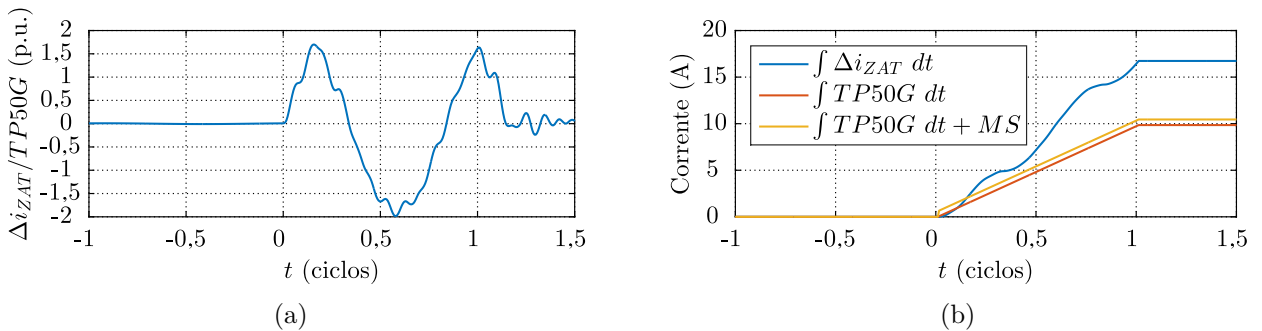 Δi_ZAT/TP50G (p.u.)
2
1,5
1
0,5
0
-0,5
-1
-1,5
-2
-1 -0,5 0 0,5 1 1,5
t (ciclos)
(a)
Corrente (A)
20
15
10
5
0
∫ Δi_ZAT dt
∫ TP50G dt
∫ TP50G dt + MS
-1 -0,5 0 0,5 1 1,5
t (ciclos)
(b)